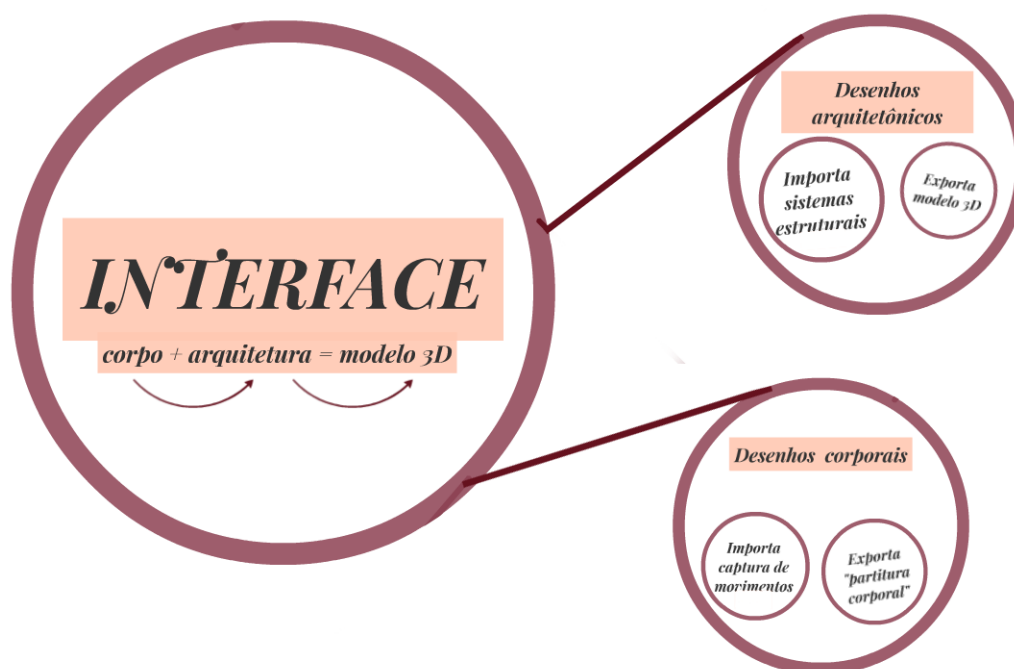 INTERFACE
corpo + arquitetura = modelo 3D
Desenhos
arquitetônicos
Importa
sistemas
estruturais
Exporta
modelo 3D
Desenhos corporais
Importa
captura de
movimentos
Exporta
"partitura
corporal"